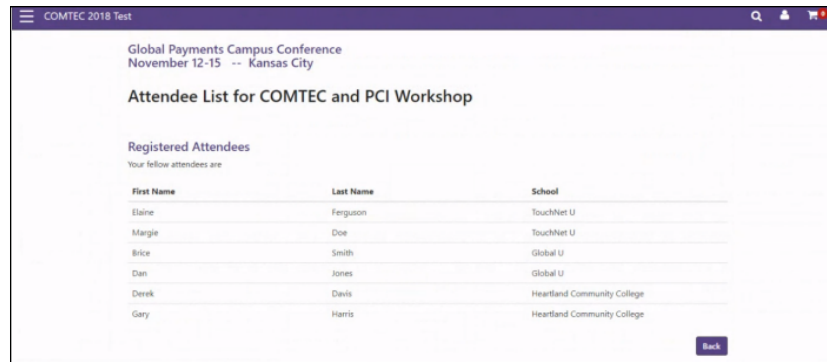 COMTEC 2018 Test
0
Global Payments Campus Conference
November 12-15 -- Kansas City
Attendee List for COMTEC and PCI Workshop
Registered Attendees
Your fellow attendees are
First Name Last Name School
Elaine Ferguson TouchNet U
Margie Doe TouchNet U
Brice Smith Global U
Dan Jones Global U
Derek Davis Heartland Community College
Gary Harris Heartland Community College
Back